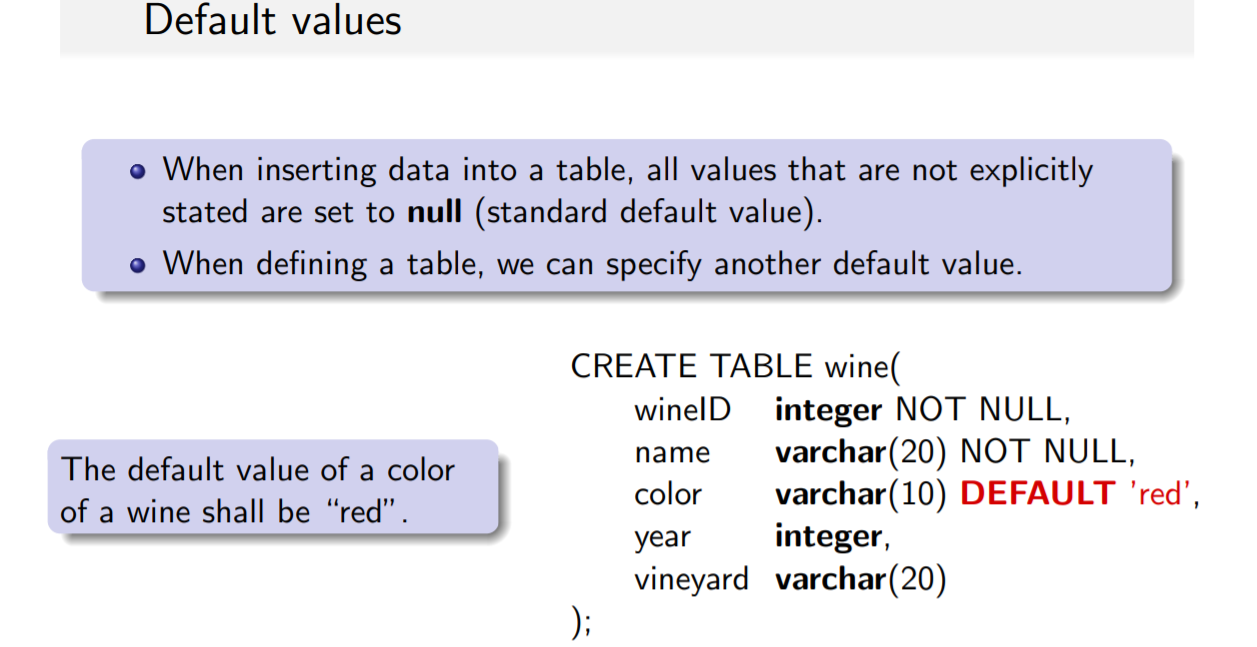 Default values
When inserting data into a table, all values that are not explicitly
stated are set to null (standard default value).
When defining a table, we can specify another default value.
The default value of a color
of a wine shall be “red”.
CREATE TABLE wine(
wineID integer NOT NULL,
name varchar(20) NOT NULL,
color varchar(10) DEFAULT ’red’,
year integer,
vineyard varchar(20)
);